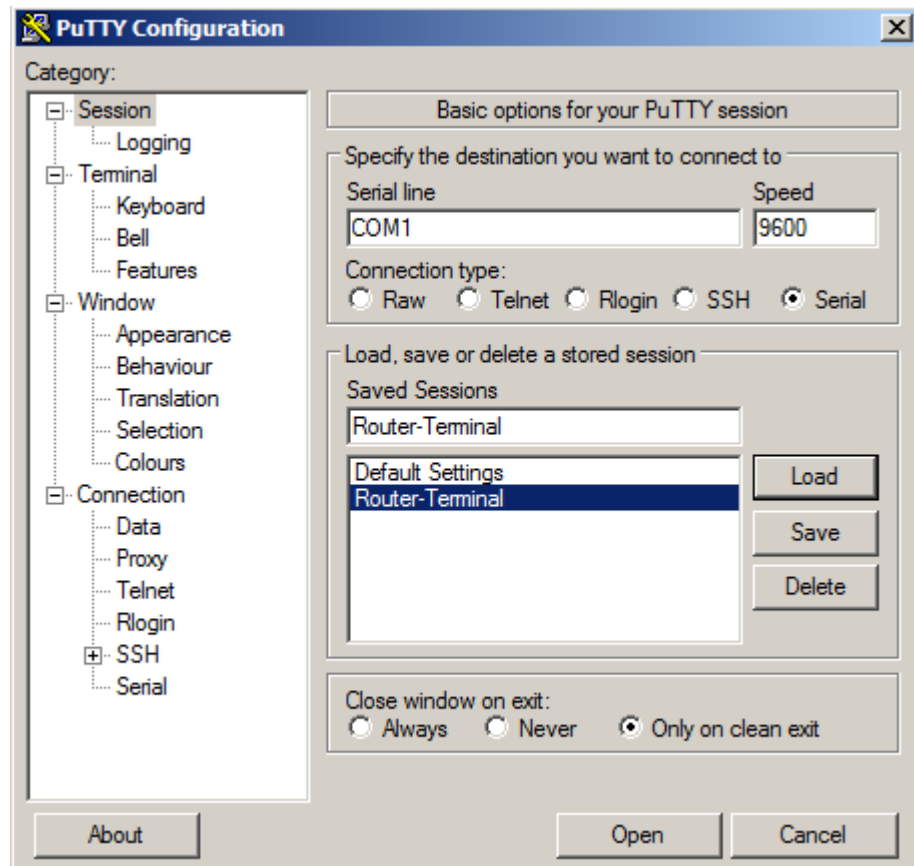 PuTTY Configuration
Category:
Session
Logging
Terminal
Keyboard
Bell
Features
Window
Appearance
Behaviour
Translation
Selection
Colours
Connection
Data
Proxy
Telnet
Rlogin
SSH
Serial
Basic options for your PuTTY session
Specify the destination you want to connect to
Serial line Speed
COM1 9600
Connection type:
Raw Telnet Rlogin SSH Serial
Load, save or delete a stored session
Saved Sessions
Router-Terminal
Default Settings
Router-Terminal
Load
Save
Delete
Close window on exit:
Always Never Only on clean exit
About Open Cancel